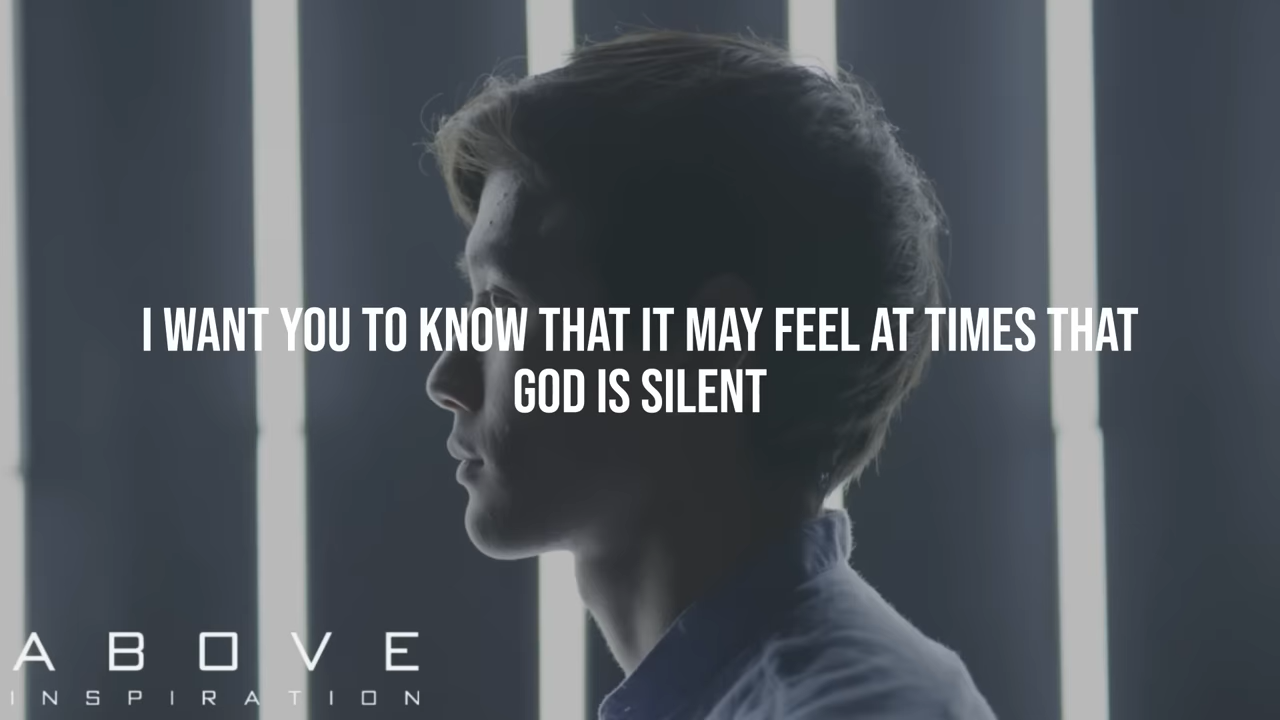 I WANT YOU TO KNOW THAT IT MAY FEEL AT TIMES THAT
GOD IS SILENT
ABOVE
INSPIRATION